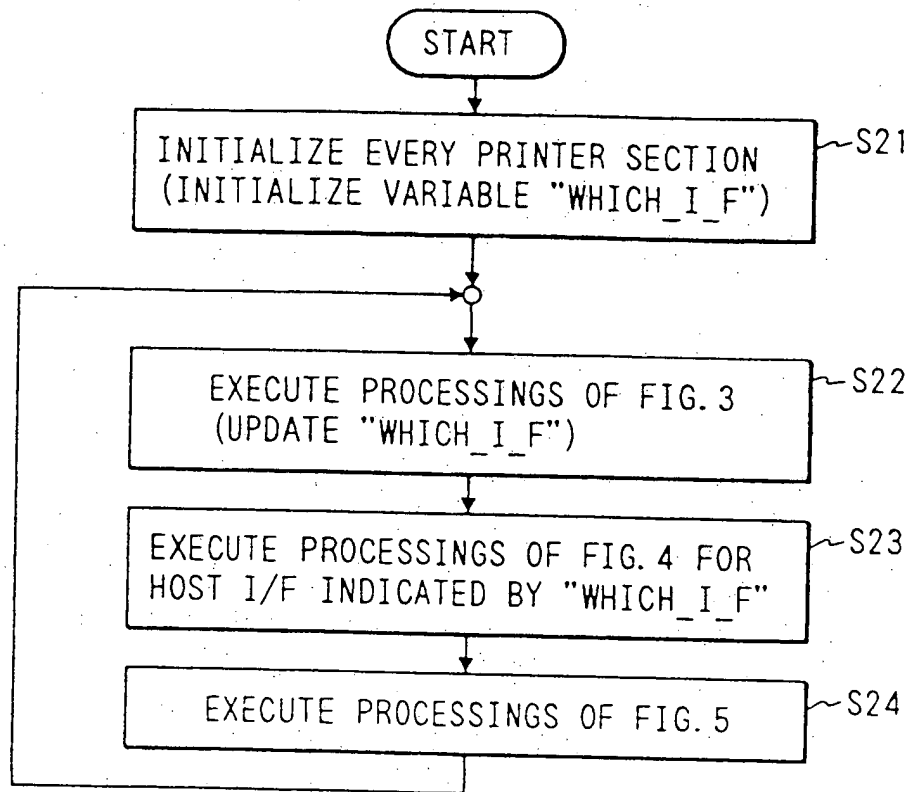 START
INITIALIZE EVERY PRINTER SECTION
(INITIALIZE VARIABLE "WHICH_I_F")
S21
EXECUTE PROCESSINGS OF FIG. 3
(UPDATE "WHICH_I_F")
S22
EXECUTE PROCESSINGS OF FIG. 4 FOR
HOST I/F INDICATED BY "WHICH_I_F"
S23
EXECUTE PROCESSINGS OF FIG. 5
S24